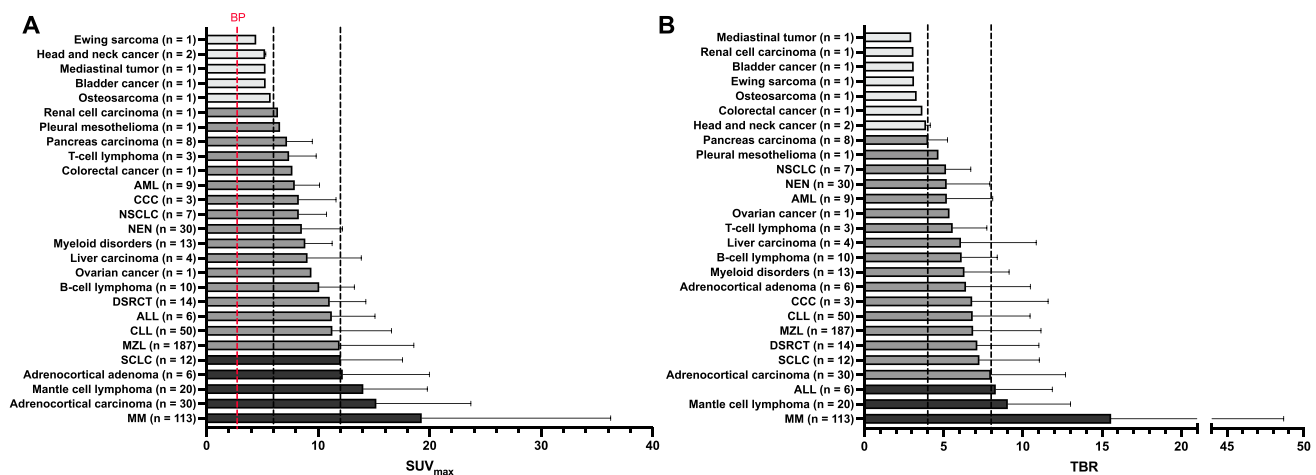 A
BP
Ewing sarcoma (n = 1)
Head and neck cancer (n = 2)
Mediastinal tumor (n = 1)
Bladder cancer (n = 1)
Osteosarcoma (n = 1)
Renal cell carcinoma (n = 1)
Pleural mesothelioma (n = 1)
Pancreas carcinoma (n = 8)
T-cell lymphoma (n = 3)
Colorectal cancer (n = 1)
AML (n = 9)
CCC (n = 3)
NSCLC (n = 7)
NEN (n = 30)
Myeloid disorders (n = 13)
Liver carcinoma (n = 4)
Ovarian cancer (n = 1)
B-cell lymphoma (n = 10)
DSRCT (n = 14)
ALL (n = 6)
CLL (n = 50)
MZL (n = 187)
SCLC (n = 12)
Adrenocortical adenoma (n = 6)
Mantle cell lymphoma (n = 20)
Adrenocortical carcinoma (n = 30)
MM (n = 113)
0 10 20 30 40
SUVmax
B
Mediastinal tumor (n = 1)
Renal cell carcinoma (n = 1)
Bladder cancer (n = 1)
Ewing sarcoma (n = 1)
Osteosarcoma (n = 1)
Colorectal cancer (n = 1)
Head and neck cancer (n = 2)
Pancreas carcinoma (n = 8)
Pleural mesothelioma (n = 1)
NSCLC (n = 7)
NEN (n = 30)
AML (n = 9)
Ovarian cancer (n = 1)
T-cell lymphoma (n = 3)
Liver carcinoma (n = 4)
B-cell lymphoma (n = 10)
Myeloid disorders (n = 13)
Adrenocortical adenoma (n = 6)
CCC (n = 3)
CLL (n = 50)
MZL (n = 187)
DSRCT (n = 14)
SCLC (n = 12)
Adrenocortical carcinoma (n = 30)
ALL (n = 6)
Mantle cell lymphoma (n = 20)
MM (n = 113)
0 5 10 15 20 45 50
TBR